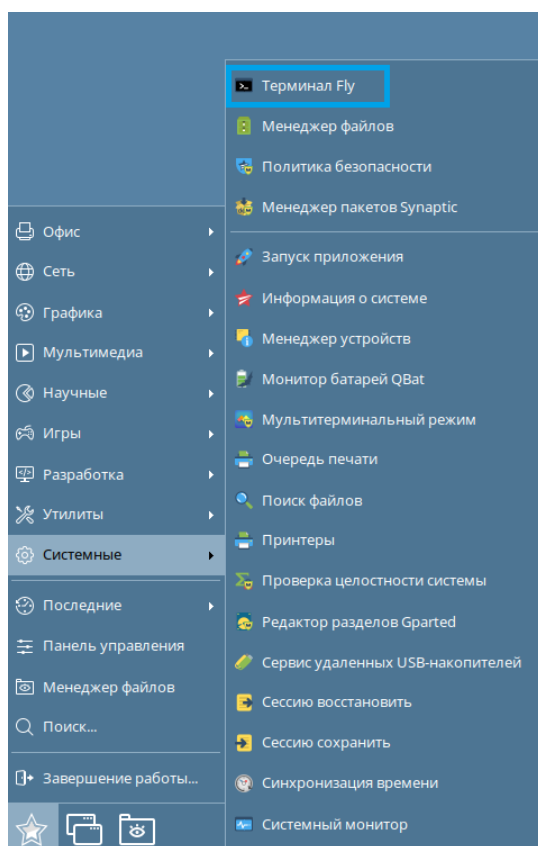 Терминал Fly
Менеджер файлов
Политика безопасности
Менеджер пакетов Synaptic
Запуск приложения
Информация о системе
Менеджер устройств
Монитор батарей QBat
Мультитерминальный режим
Очередь печати
Поиск файлов
Принтеры
Проверка целостности системы
Редактор разделов Gparted
Сервис удаленных USB-накопителей
Сессию восстановить
Сессию сохранить
Синхронизация времени
Системный монитор
Офис
Сеть
Графика
Мультимедиа
Научные
Игры
Разработка
Утилиты
Системные
Последние
Панель управления
Менеджер файлов
Поиск...
Завершение работы...